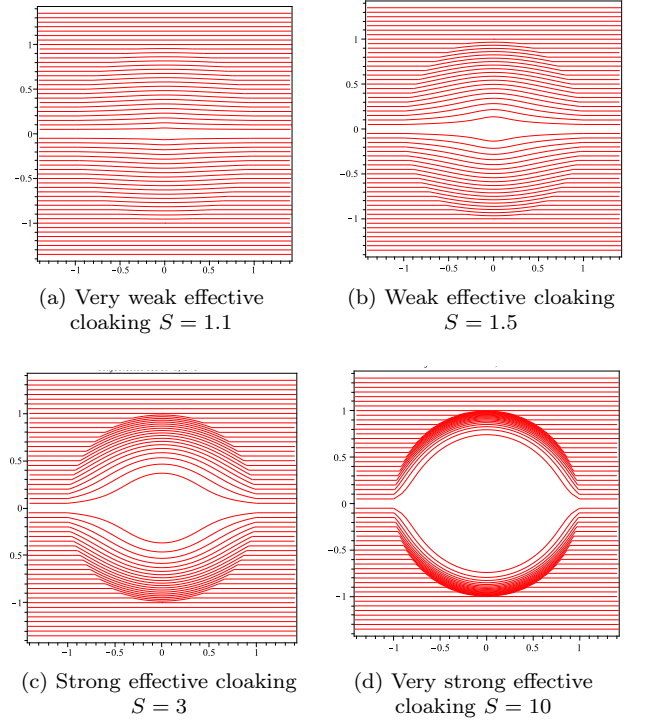 1
0.5
0
−0.5
−1
−1 −0.5 0 0.5 1
(a) Very weak effective
cloaking S = 1.1
1
0.5
0
−0.5
−1
−1 −0.5 0 0.5 1
(b) Weak effective cloaking
S = 1.5
1
0.5
0
0.5
−1
−1 −0.5 0 0.5 1
(c) Strong effective cloaking
S = 3
1
0.5
0
−0.5
−1
−1 −0.5 0 0.5 1
(d) Very strong effective
cloaking S = 10